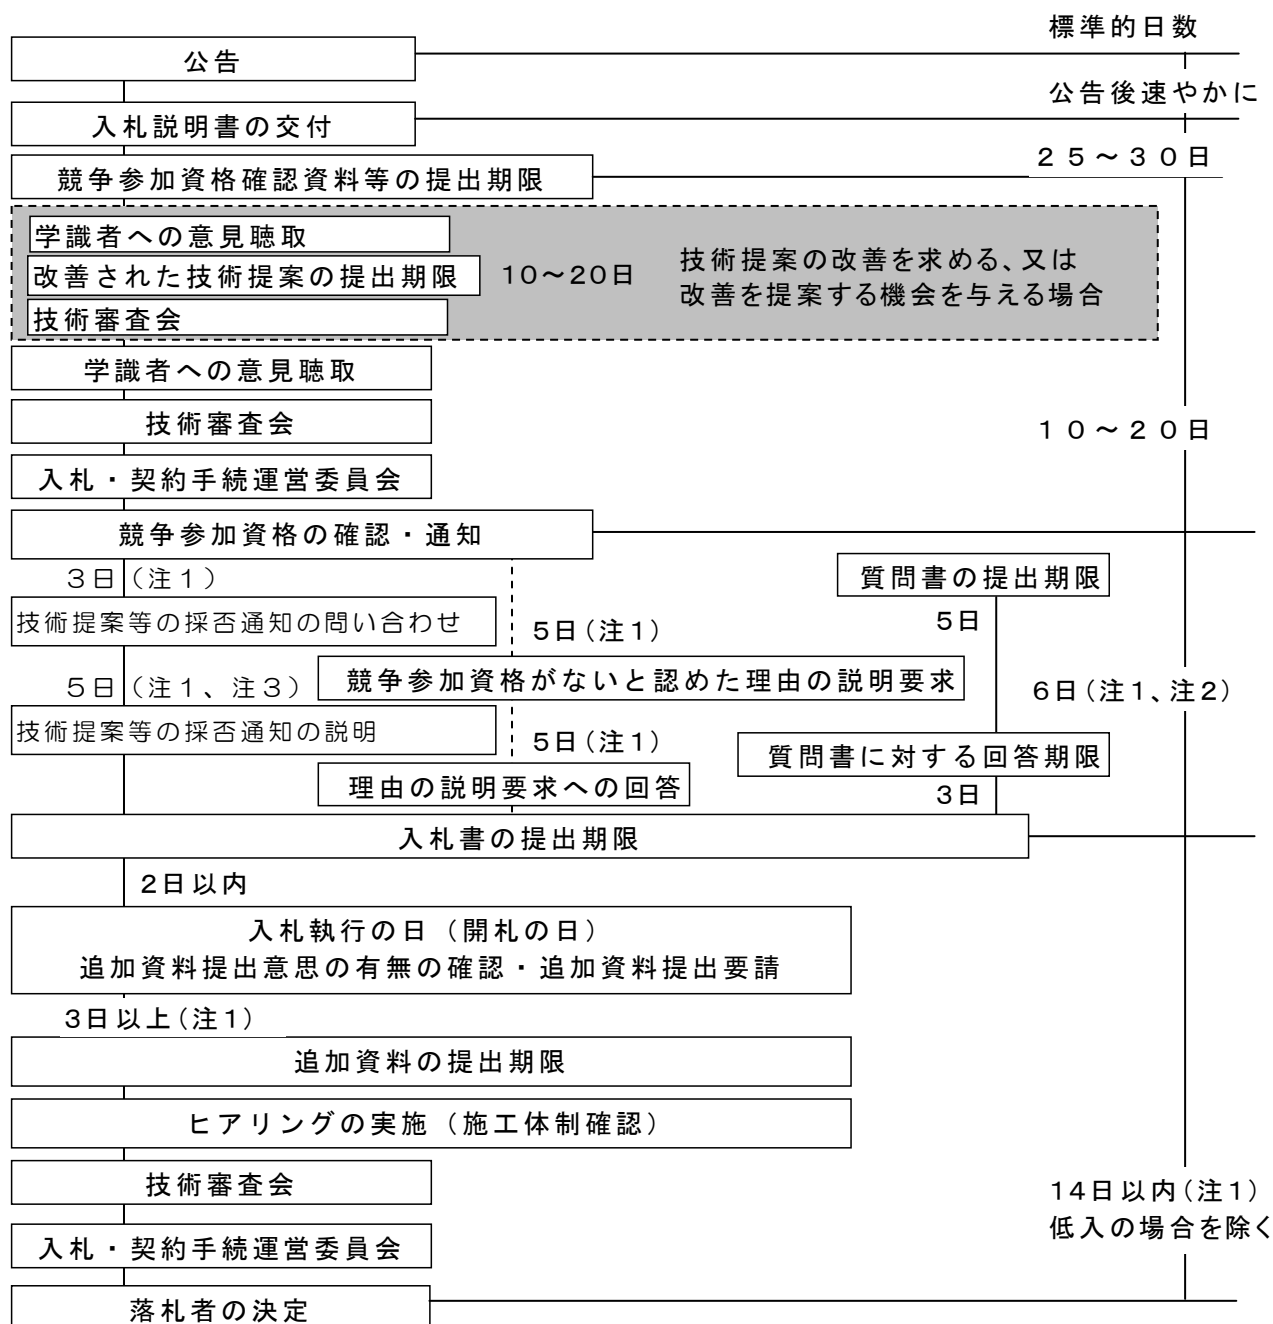 標準的日数
公告
公告後速やかに
入札説明書の交付
２５～３０日
競争参加資格確認資料等の提出期限
学識者への意見聴取
改善された技術提案の提出期限
10～20日
技術提案の改善を求める、又は
改善を提案する機会を与える場合
技術審査会
学識者への意見聴取
技術審査会
１０～２０日
入札・契約手続運営委員会
競争参加資格の確認・通知
３日（注１）
質問書の提出期限
技術提案等の採否通知の問い合わせ
5日（注１）
5日
５日（注１、注３）
競争参加資格がないと認めた理由の説明要求
6日（注１、注２）
技術提案等の採否通知の説明
5日（注１）
質問書に対する回答期限
理由の説明要求への回答
3日
入札書の提出期限
2日以内
入札執行の日（開札の日）
追加資料提出意思の有無の確認・追加資料提出要請
3日以上（注１）
追加資料の提出期限
ヒアリングの実施（施工体制確認）
技術審査会
14日以内（注１）
低入の場合を除く
入札・契約手続運営委員会
落札者の決定